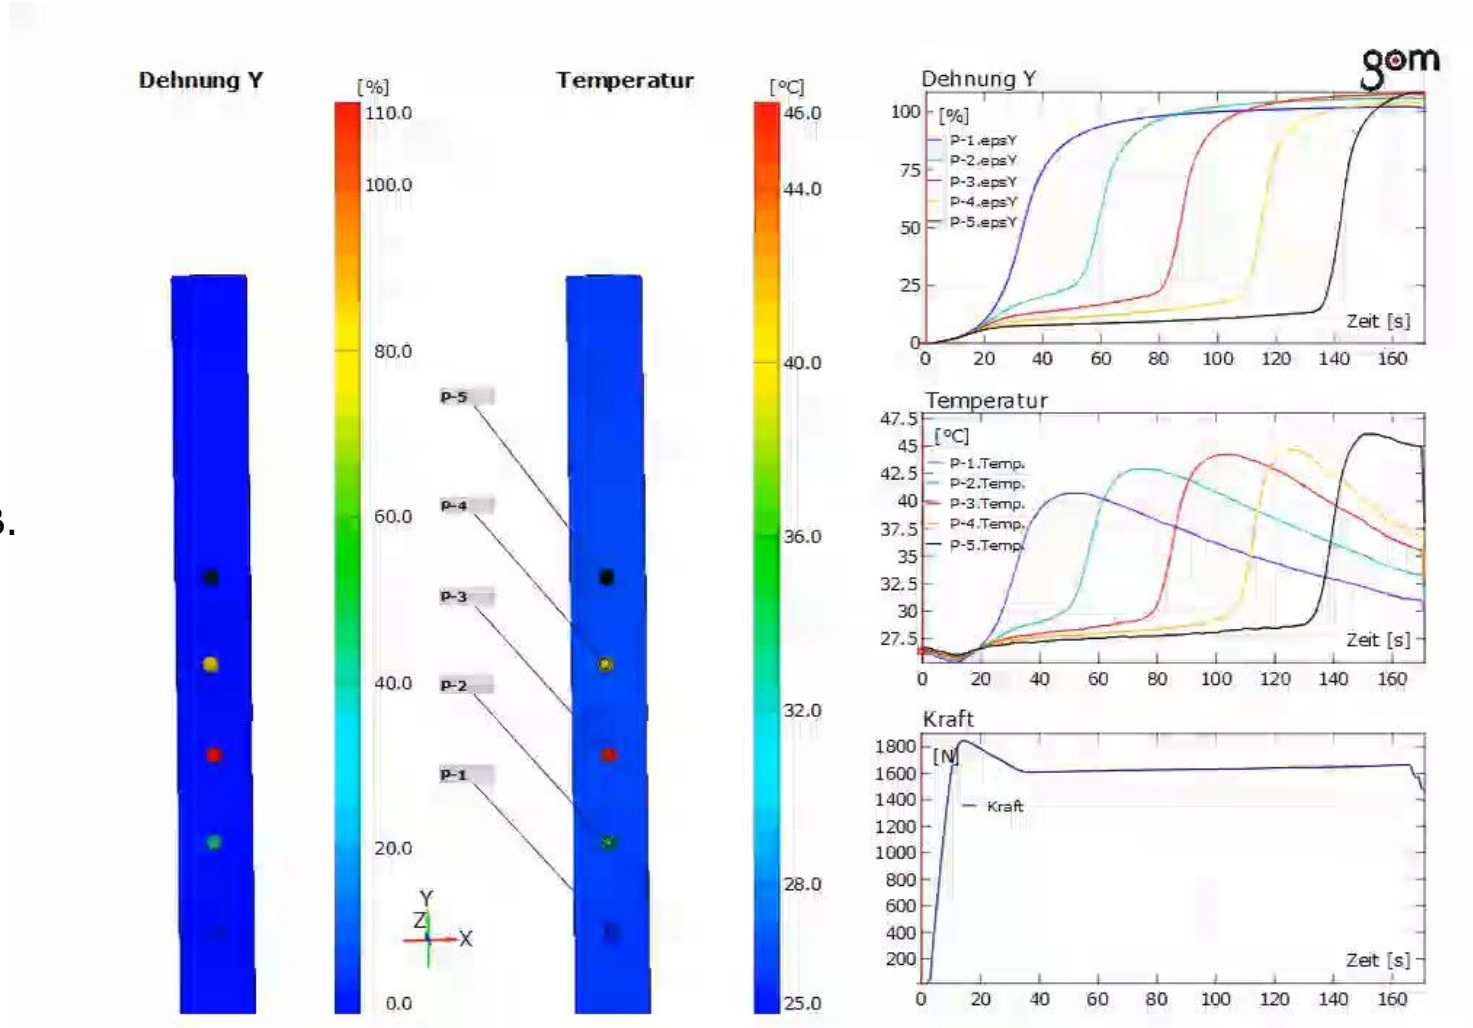 gom
Dehnung Y
[%]
110.0
100.0
80.0
60.0
40.0
20.0
0.0
Temperatur
[°C]
46.0
44.0
40.0
36.0
32.0
28.0
25.0
P-5
P-4
P-3
P-2
P-1
Y
Z
X
3.
Dehnung Y
[%]
100
75
50
25
0
P-1.epsY
P-2.epsY
P-3.epsY
P-4.epsY
P-5.epsY
Zeit [s]
0 20 40 60 80 100 120 140 160
Temperatur
[°C]
47.5
45
42.5
40
37.5
35
32.5
30
27.5
P-1.Temp.
P-2.Temp.
P-3.Temp.
P-4.Temp.
P-5.Temp.
Zeit [s]
0 20 40 60 80 100 120 140 160
Kraft
[N]
1800
1600
1400
1200
1000
800
600
400
200
Kraft
Zeit [s]
0 20 40 60 80 100 120 140 160